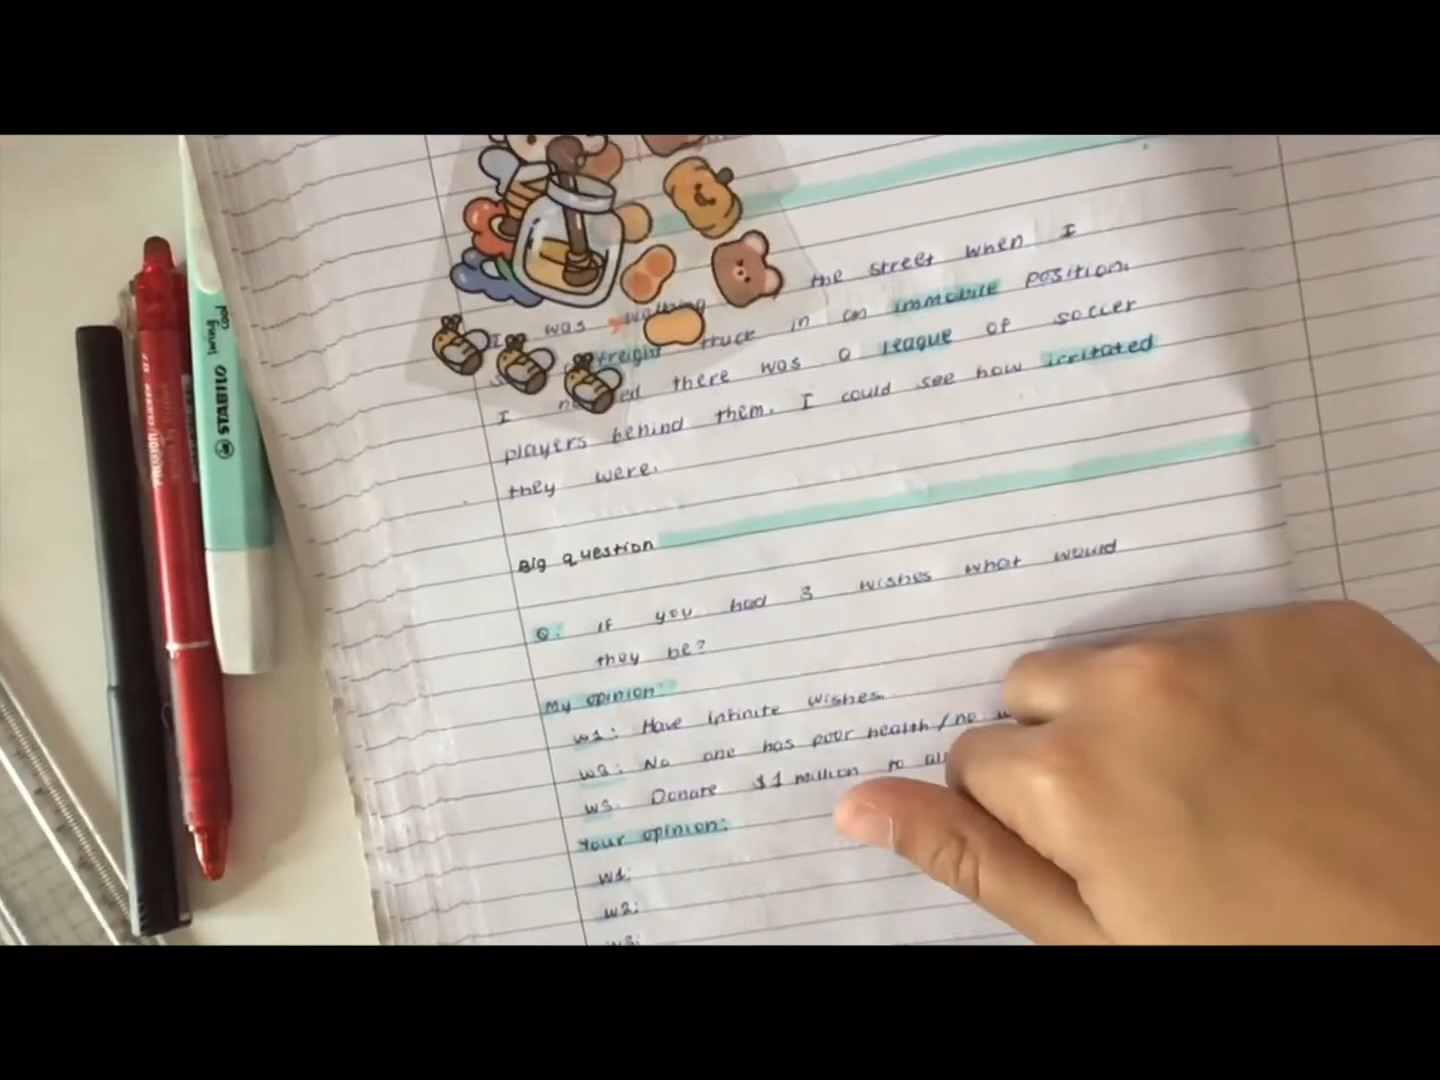 I was walking the street when I
freight truck in an immobile position.
I there was a league of soccer
players behind them. I could see how irritated
they were.
Big question
Q: If you had 3 wishes what would
they be?
My opinion:
w1: Have infinite wishes.
w2: No one has poor health/no
w3. Donate $1 million to
Your opinion:
w1:
w2:
w3:
STABILO
swing cool